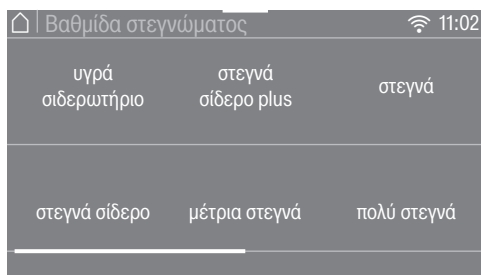 Βαθμίδα στεγνώματος 11:02
υγρά σιδερωτήριο
στεγνά σίδερο plus
στεγνά
στεγνά σίδερο
μέτρια στεγνά
πολύ στεγνά